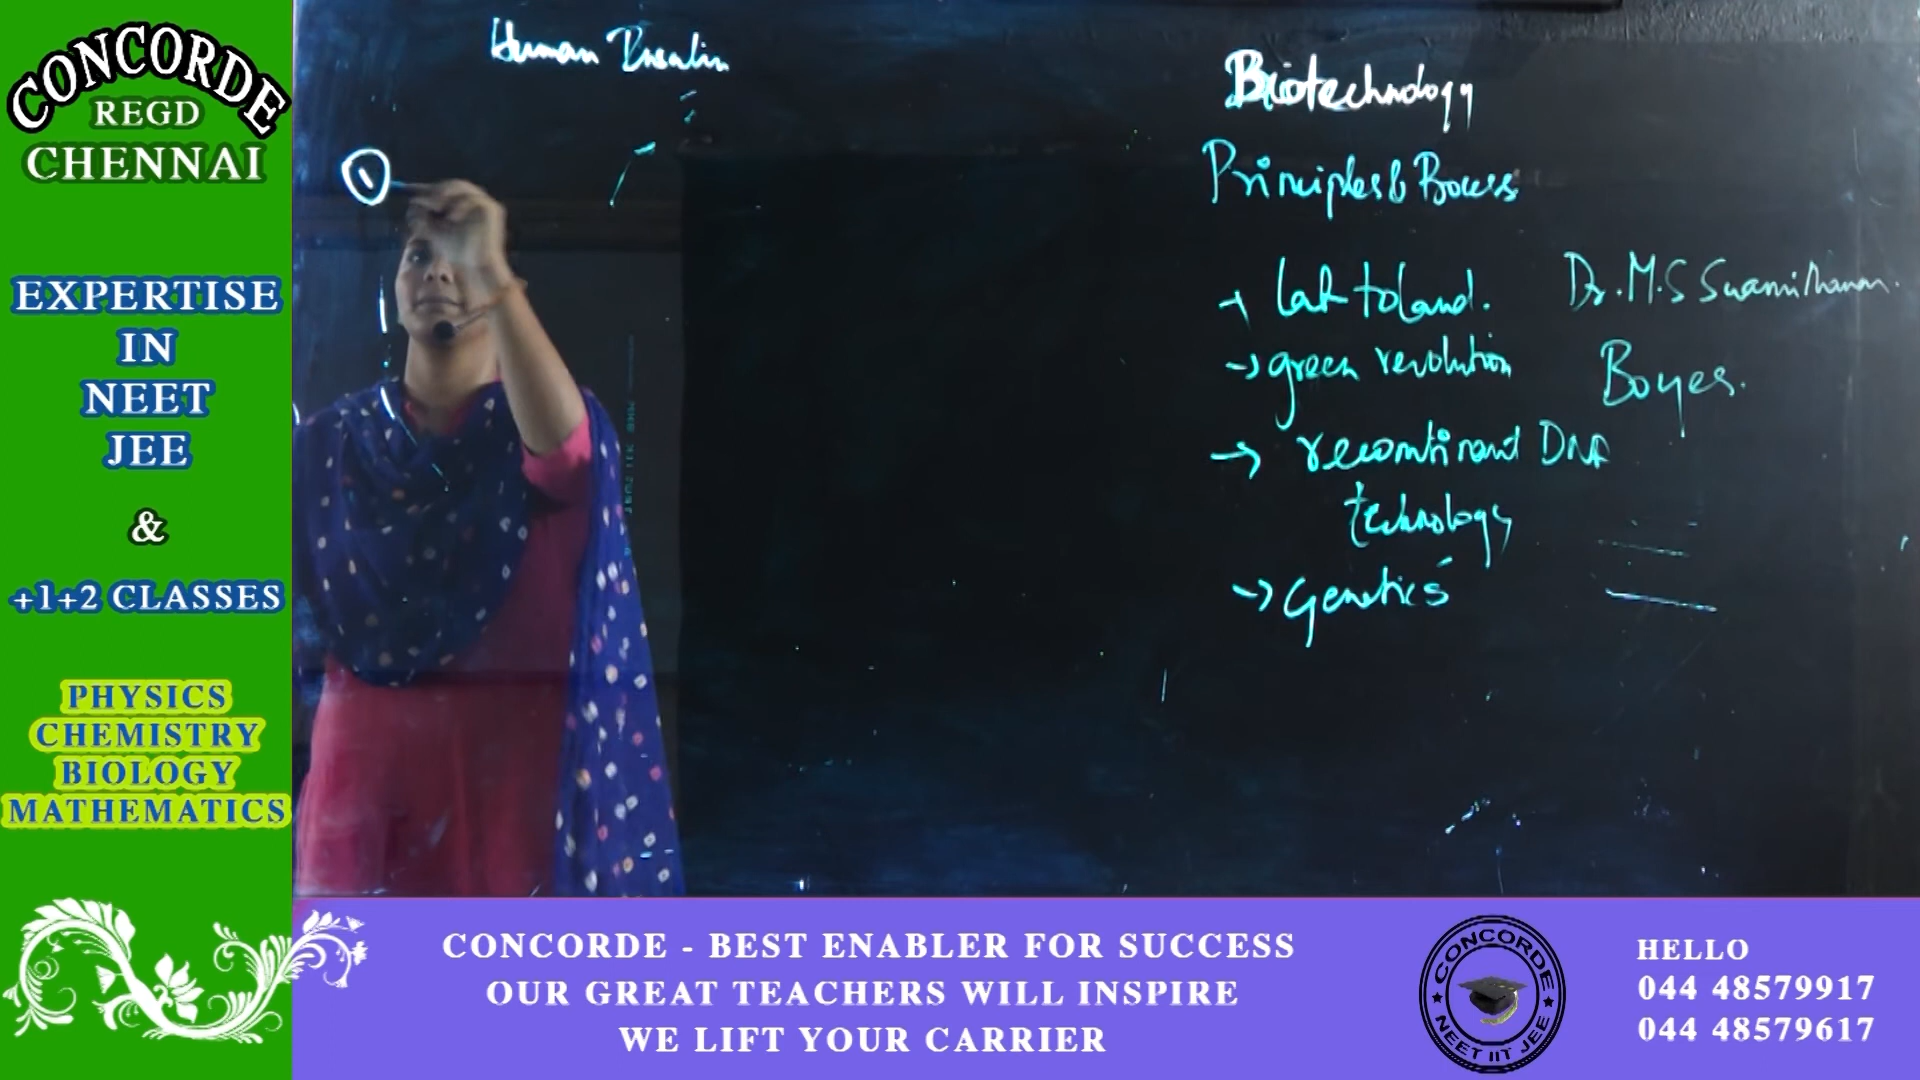 CONCORDE
REGD
CHENNAI
EXPERTISE
IN
NEET
JEE
&
+1+2 CLASSES
PHYSICS
CHEMISTRY
BIOLOGY
MATHEMATICS
Human Insulin
1
Biotechnology
Principles &
→ lab to land. Dr. M.S Swaminathan.
→ green revolution Boyer.
→ recombinant DNA
technology
→ Genetics
CONCORDE - BEST ENABLER FOR SUCCESS
OUR GREAT TEACHERS WILL INSPIRE
WE LIFT YOUR CARRIER
CONCORDE
NEET IIT JEE
HELLO
044 48579917
044 48579617